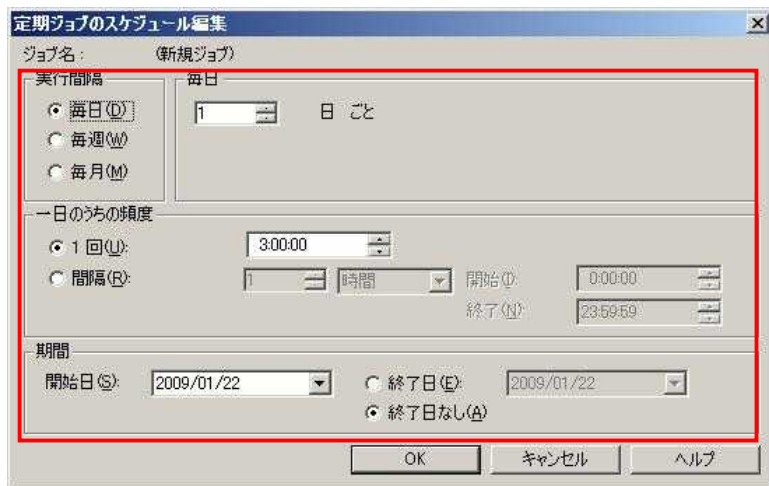 定期ジョブのスケジュール編集
ジョブ名： (新規ジョブ)
実行間隔
毎日(D)
毎週(W)
毎月(M)
毎日
1 日 ごと
一日のうちの頻度
1 回(U): 3:00:00
間隔(R): 1 時間 開始(I): 0:00:00
終了(N): 23:59:59
期間
開始日(S): 2009/01/22 終了日(E): 2009/01/22
終了日なし(A)
OK キャンセル ヘルプ